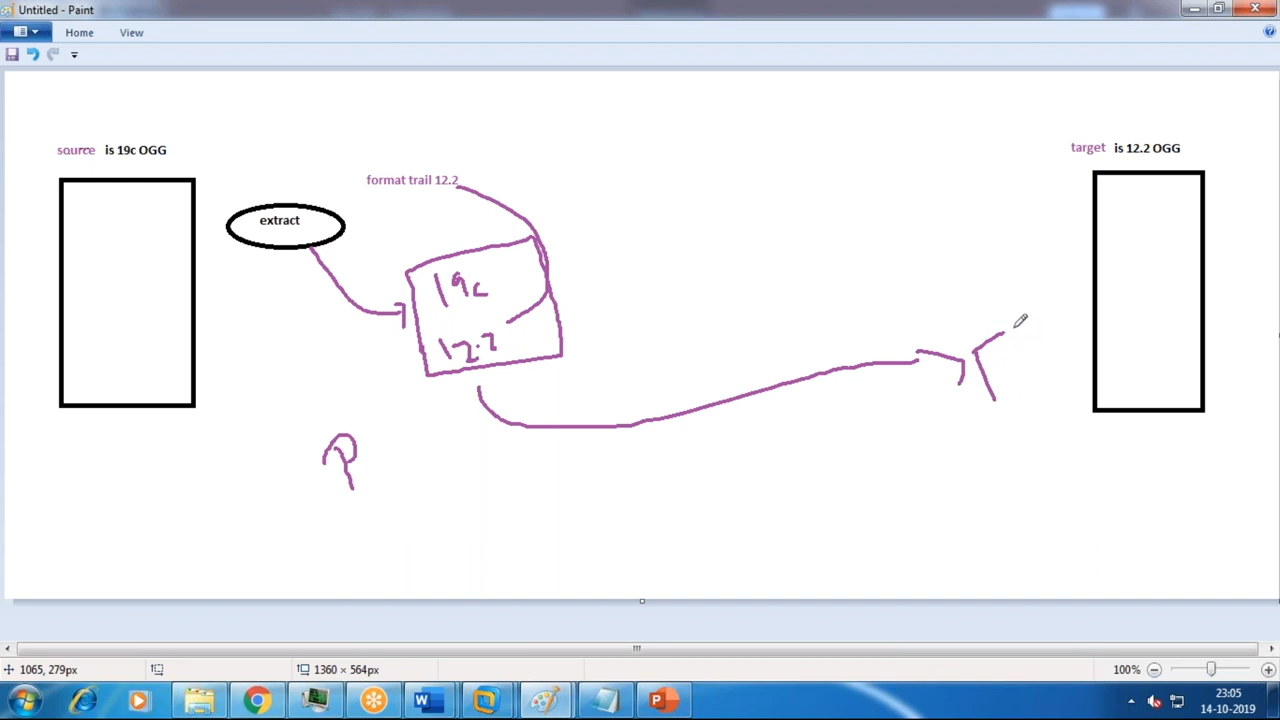 Untitled - Paint
Home View
source is 19c OGG
target is 12.2 OGG
format trail 12.2
extract
19c
12.2
P
1065, 279px
1360 × 564px
100%
23:05
14-10-2019